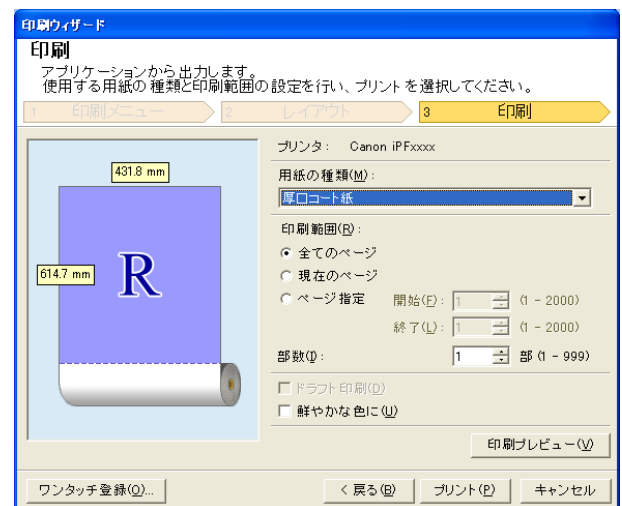 印刷ウィザード
印刷
アプリケーションから出力します。
使用する用紙の種類と印刷範囲の設定を行い、プリントを選択してください。
1 印刷メニュー 2 レイアウト 3 印刷
プリンタ： Canon iPFxxxx
431.8 mm
用紙の種類(M)：
厚口コート紙
印刷範囲(R)：
全てのページ
614.7 mm
R
現在のページ
ページ指定 開始(F)： 1 (1 - 2000)
終了(L)： 1 (1 - 2000)
部数(I)： 1 部 (1 - 999)
ドラフト印刷(D)
鮮やかな色に(U)
印刷プレビュー(V)
ワンタッチ登録(O)... < 戻る(B) プリント(P) キャンセル